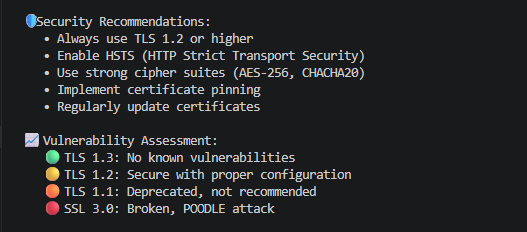 Security Recommendations:
• Always use TLS 1.2 or higher
• Enable HSTS (HTTP Strict Transport Security)
• Use strong cipher suites (AES-256, CHACHA20)
• Implement certificate pinning
• Regularly update certificates
Vulnerability Assessment:
TLS 1.3: No known vulnerabilities
TLS 1.2: Secure with proper configuration
TLS 1.1: Deprecated, not recommended
SSL 3.0: Broken, POODLE attack